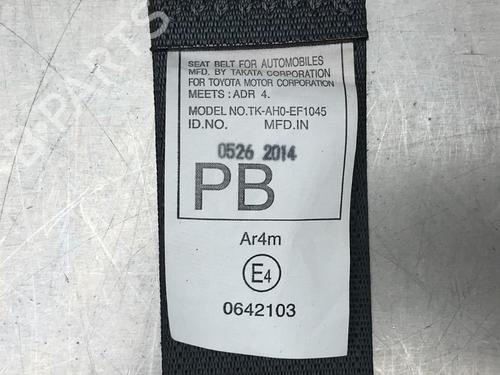 SEAT BELT FOR AUTOMOBILES
MFD. BY TAKATA CORPORATION
FOR TOYOTA MOTOR CORPORATION
MEETS : ADR 4.
MODEL NO.TK-AH0-EF1045
ID.NO. MFD.IN
0526 2014
PB
Ar4m
E4
0642103